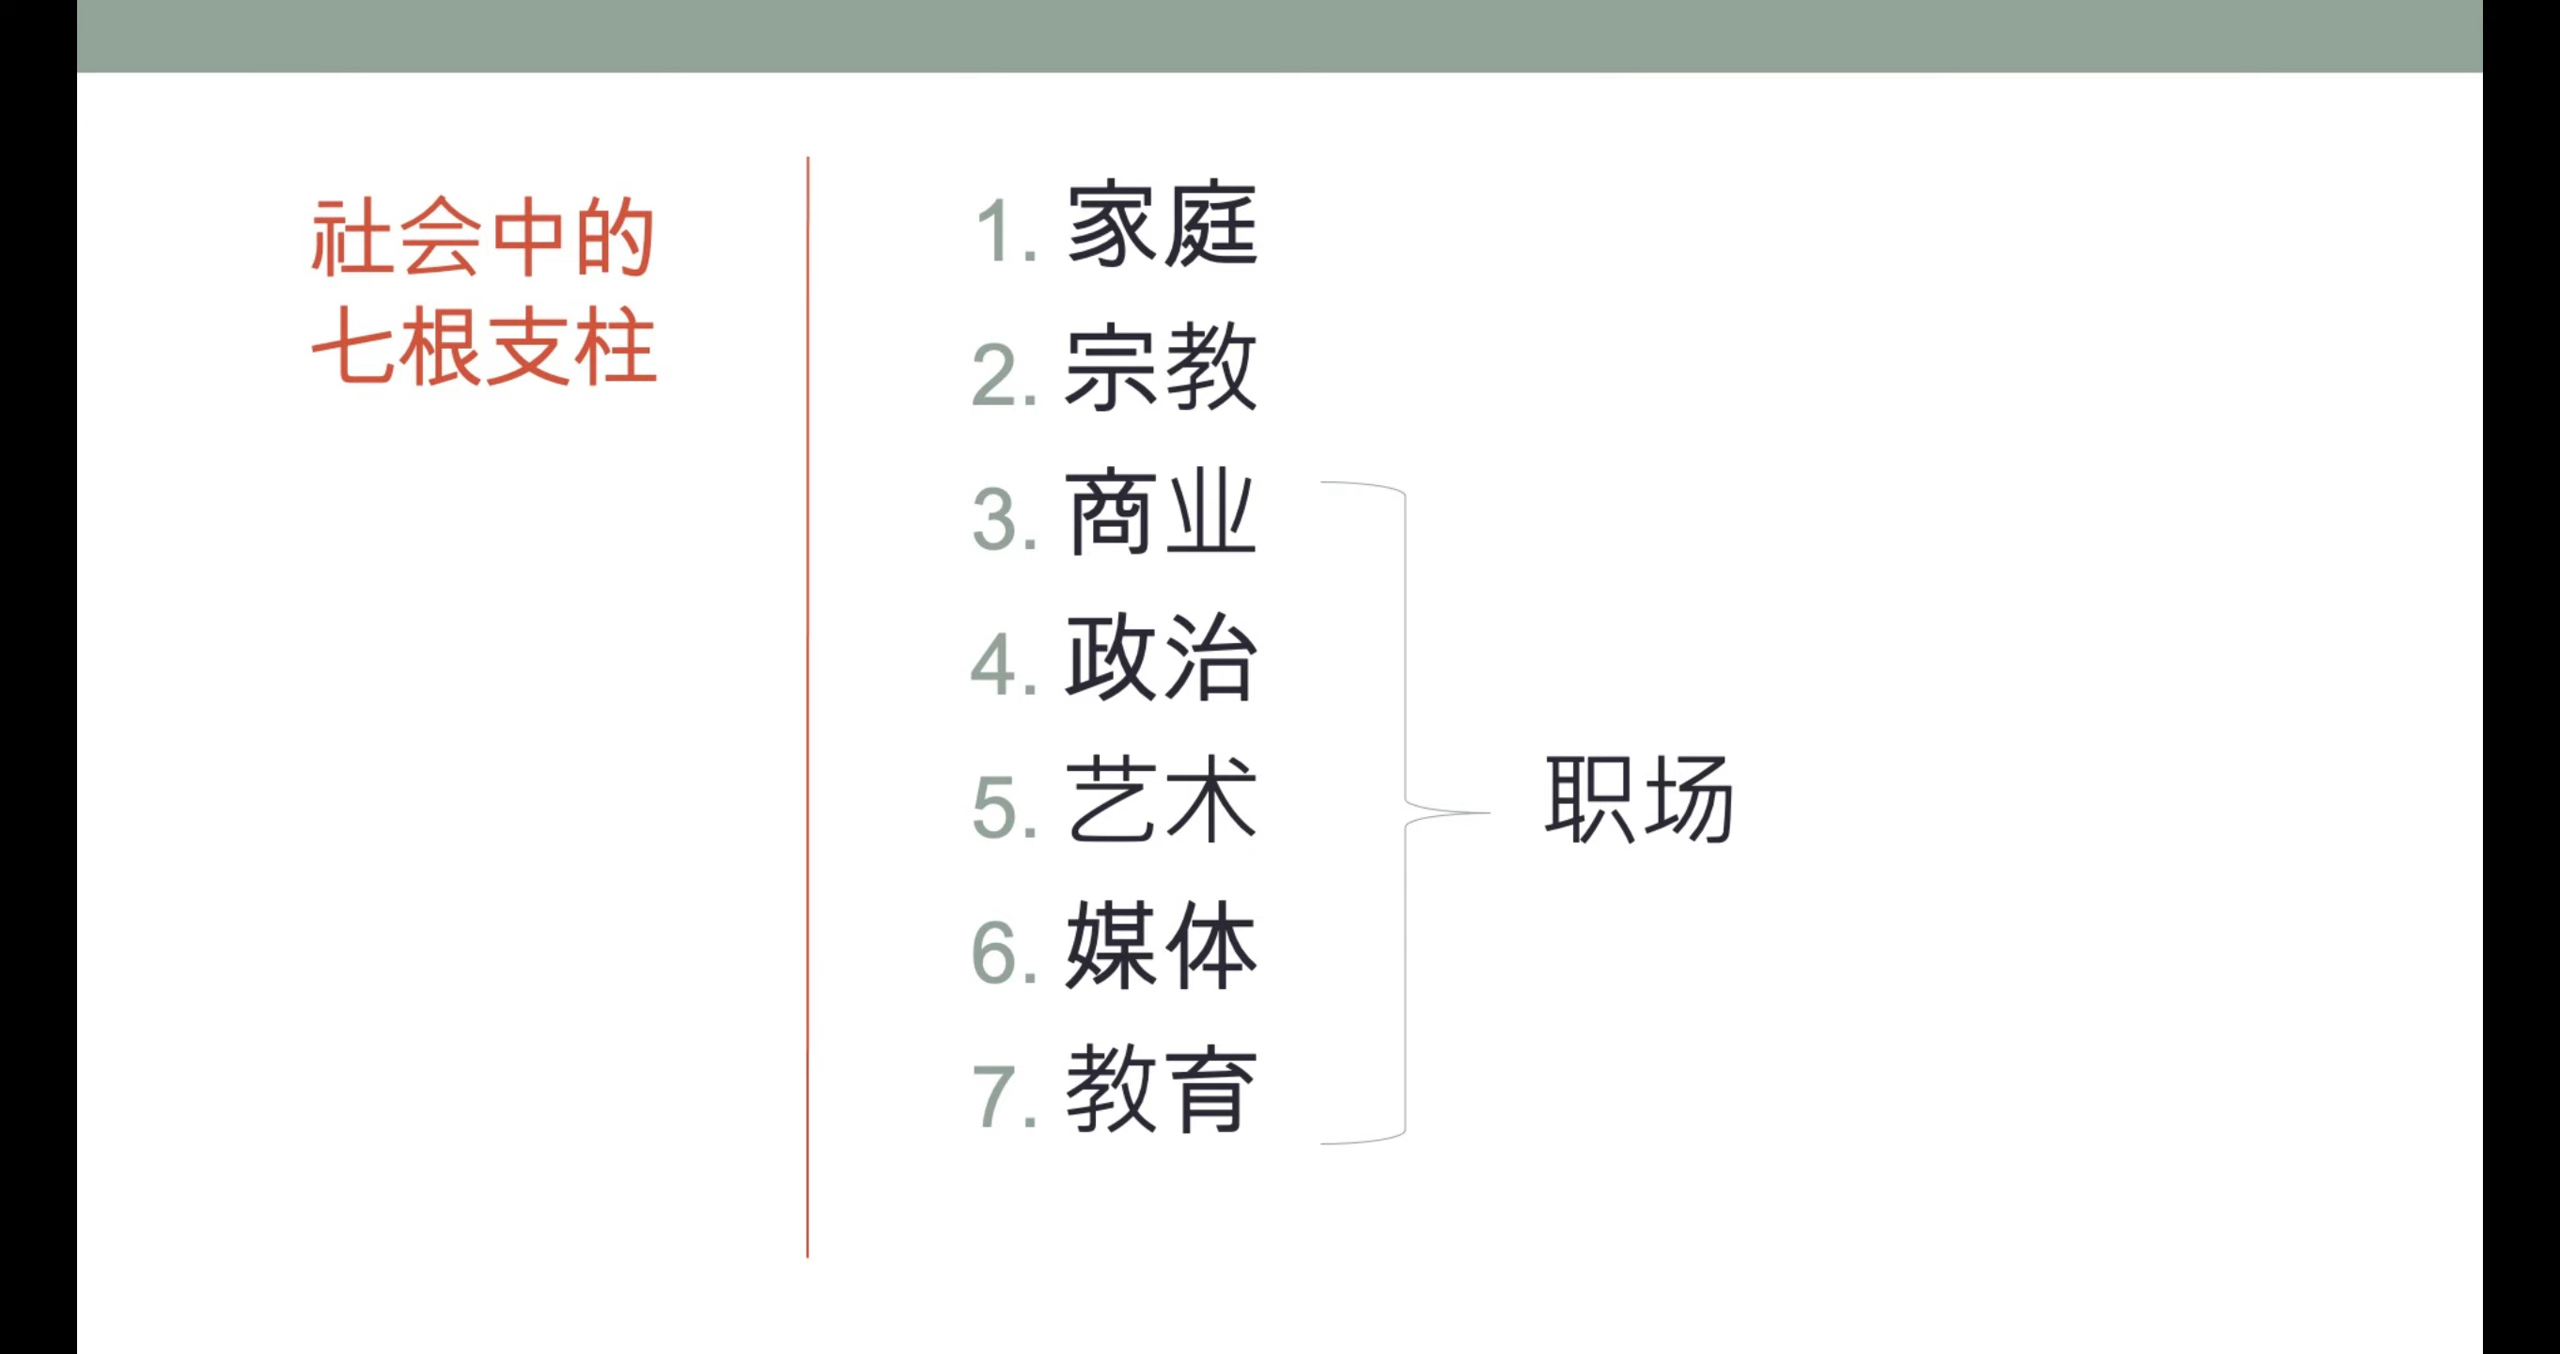 社会中的
七根支柱
1. 家庭
2. 宗教
3. 商业
4. 政治
5. 艺术
6. 媒体
7. 教育
职场